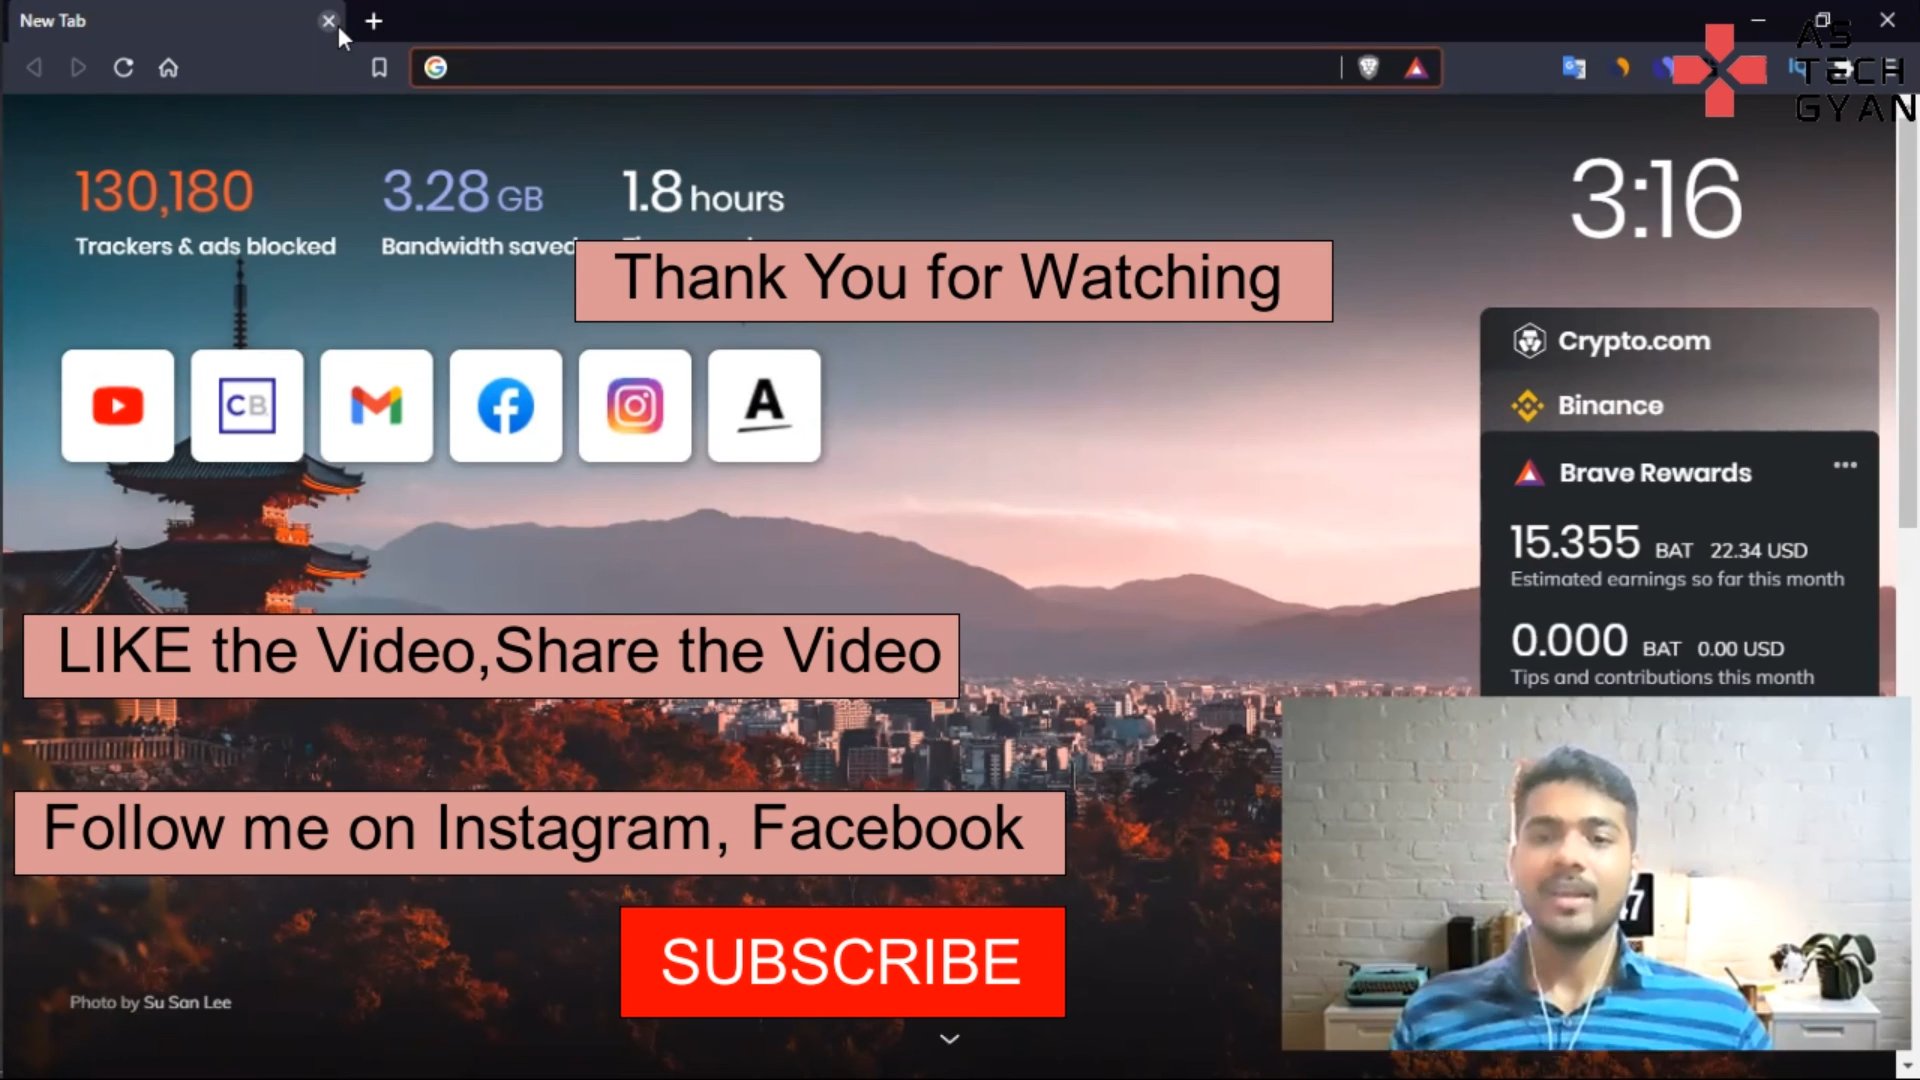 New Tab
AS
TECH
GYAN
130,180
Trackers & ads blocked
3.28 GB
Bandwidth saved
1.8 hours
3:16
Thank You for Watching
CB
A
Crypto.com
Binance
Brave Rewards
15.355 BAT 22.34 USD
Estimated earnings so far this month
0.000 BAT 0.00 USD
Tips and contributions this month
LIKE the Video,Share the Video
Follow me on Instagram, Facebook
SUBSCRIBE
Photo by Su San Lee